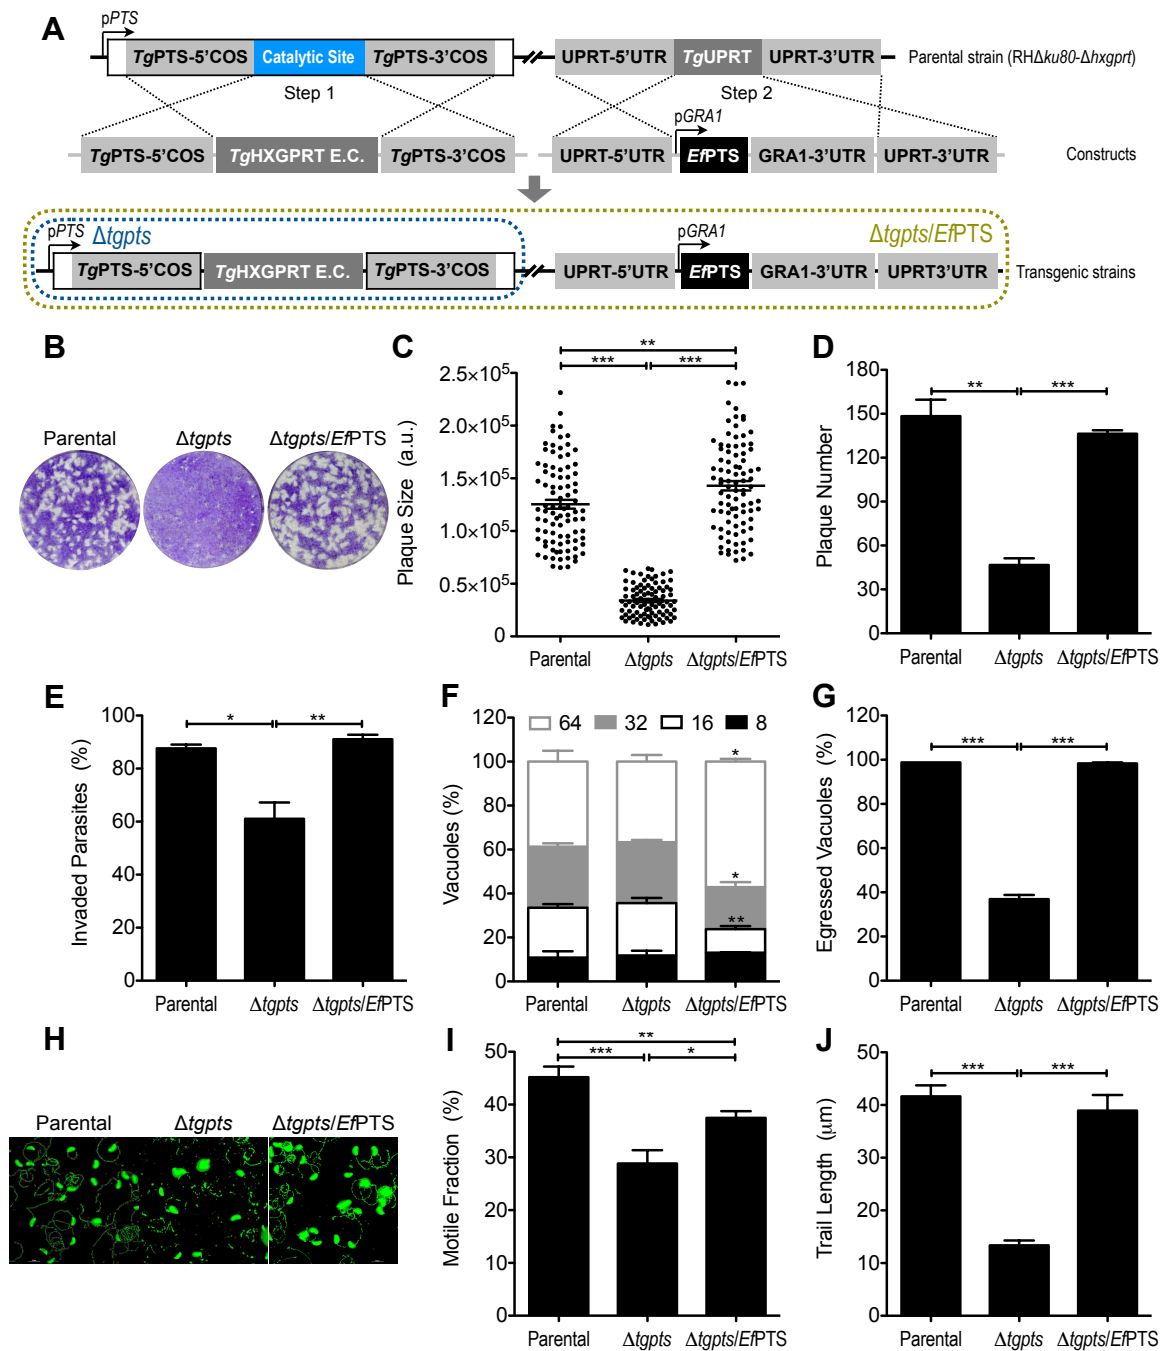 A
pPTS
TgPTS-5’COS Catalytic Site TgPTS-3’COS UPRT-5’UTR TgUPRT UPRT-3’UTR Parental strain (RHΔku80-Δhxgprt)
Step 1 Step 2
pGRA1
TgPTS-5’COS TgHXGPRT E.C. TgPTS-3’COS UPRT-5’UTR EfPTS GRA1-3’UTR UPRT-3’UTR Constructs
pPTS Δtgpts pGRA1 Δtgpts/EfPTS
TgPTS-5’COS TgHXGPRT E.C. TgPTS-3’COS UPRT-5’UTR EfPTS GRA1-3’UTR UPRT3’UTR Transgenic strains
B
Parental Δtgpts Δtgpts/EfPTS
C
**
*** ***
Plaque Size (a.u.)
2.5×10⁵
2.0×10⁵
1.5×10⁵
1.0×10⁵
0.5×10⁵
0
Parental Δtgpts Δtgpts/EfPTS
D
** ***
Plaque Number
180
150
120
90
60
30
0
Parental Δtgpts Δtgpts/EfPTS
E
* **
Invaded Parasites (%)
100
80
60
40
20
0
Parental Δtgpts Δtgpts/EfPTS
F
64 32 16 8
Vacuoles (%)
120
100
80
60
40
20
0
*
*
**
Parental Δtgpts Δtgpts/EfPTS
G
*** ***
Egressed Vacuoles (%)
120
100
80
60
40
20
0
Parental Δtgpts Δtgpts/EfPTS
H
Parental Δtgpts Δtgpts/EfPTS
I
**
*** *
Motile Fraction (%)
50
40
30
20
10
0
Parental Δtgpts Δtgpts/EfPTS
J
*** ***
Trail Length (μm)
50
40
30
20
10
0
Parental Δtgpts Δtgpts/EfPTS